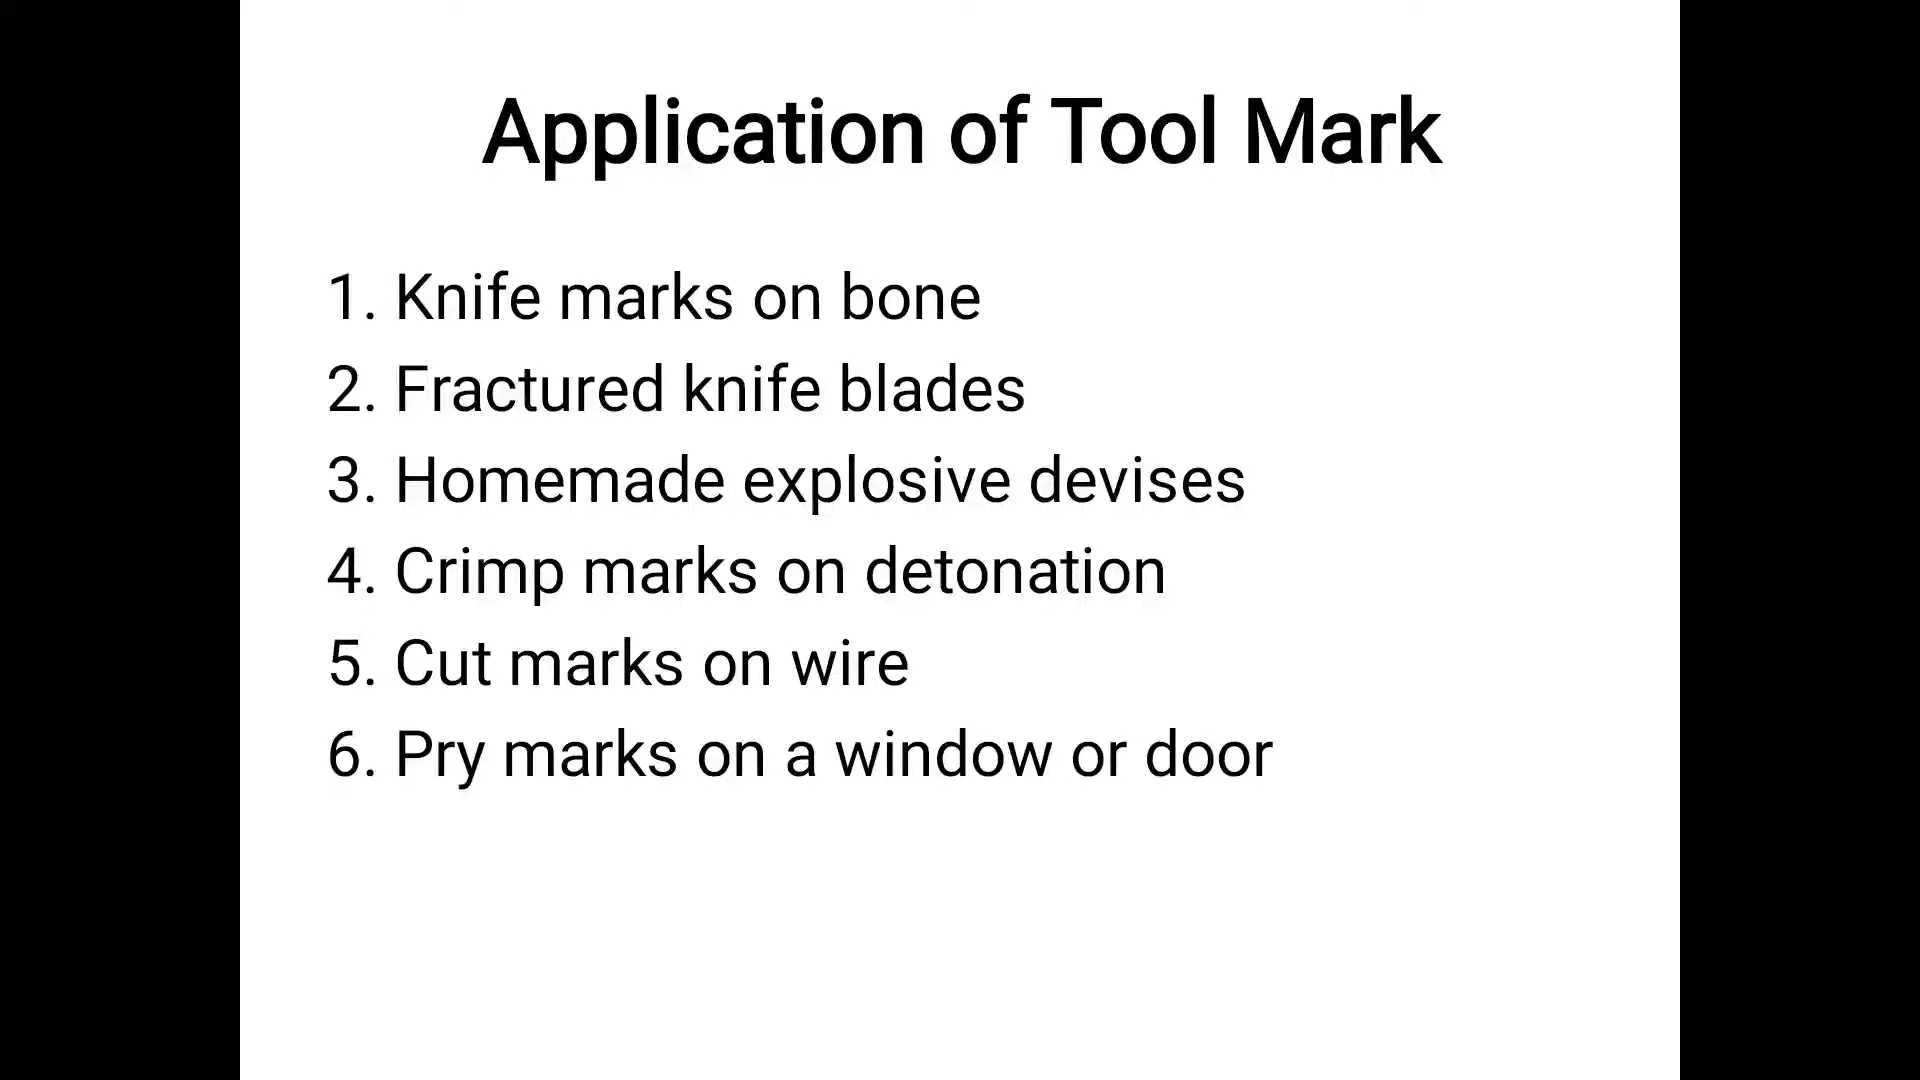 Application of Tool Mark
1. Knife marks on bone
2. Fractured knife blades
3. Homemade explosive devises
4. Crimp marks on detonation
5. Cut marks on wire
6. Pry marks on a window or door